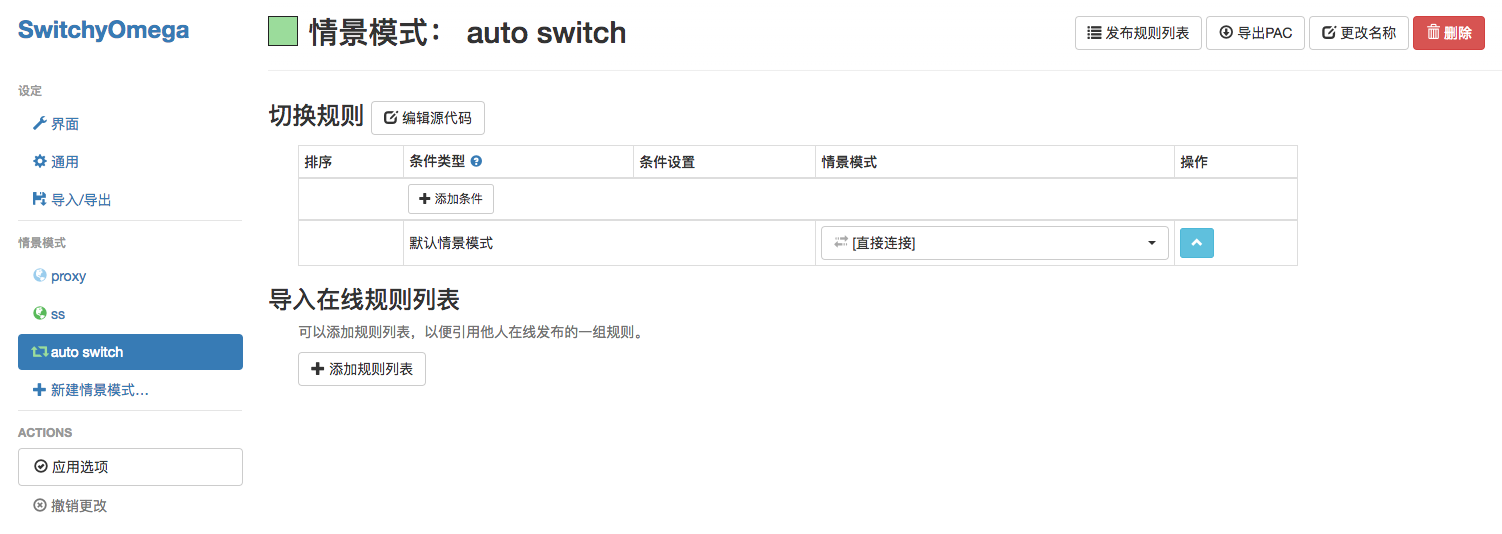 SwitchyOmega
设定
界面
通用
导入/导出
情景模式
proxy
ss
auto switch
新建情景模式…
ACTIONS
应用选项
撤销更改
情景模式： auto switch
发布规则列表 导出PAC 更改名称 删除
切换规则 编辑源代码
排序 条件类型 条件设置 情景模式 操作
添加条件
默认情景模式 [直接连接]
导入在线规则列表
可以添加规则列表，以便引用他人在线发布的一组规则。
添加规则列表